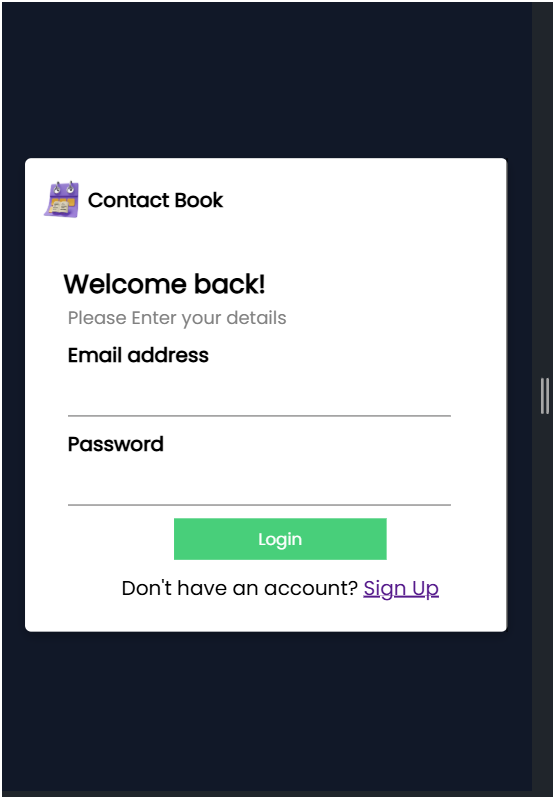 Contact Book
Welcome back!
Please Enter your details
Email address
Password
Login
Don't have an account? Sign Up